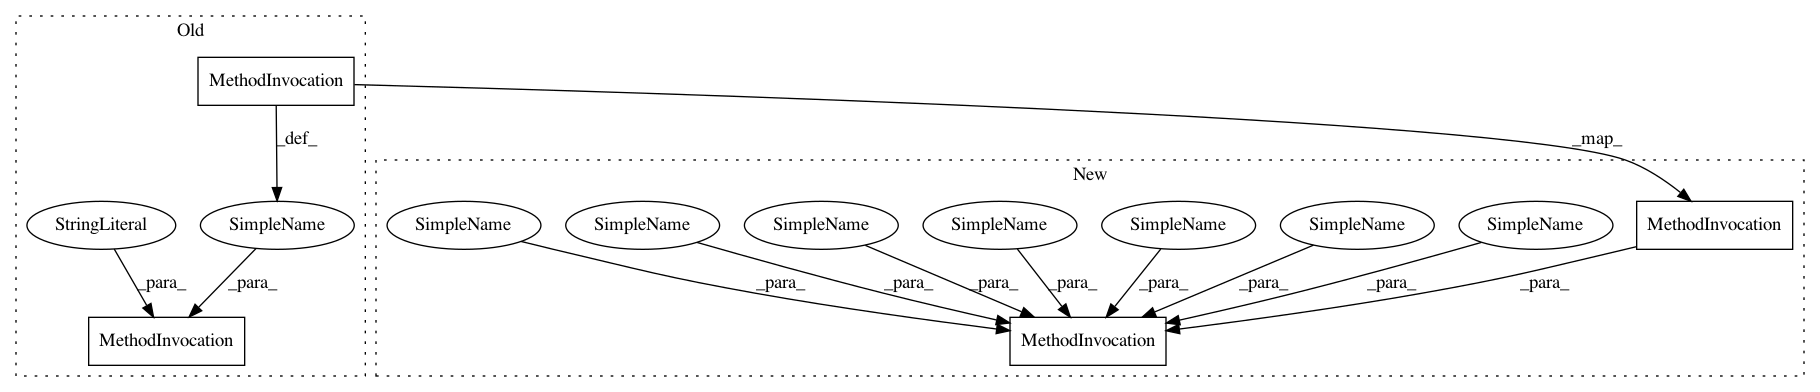 Old
MethodInvocation
_def_
_map_
New
StringLiteral
SimpleName
SimpleName
SimpleName
SimpleName
SimpleName
SimpleName
SimpleName
SimpleName
MethodInvocation
_para_
_para_
_para_
_para_
_para_
_para_
_para_
_para_
_para_
_para_
MethodInvocation
MethodInvocation